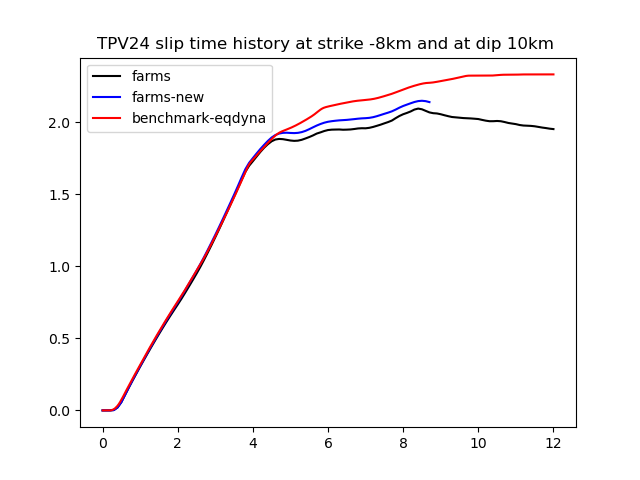 TPV24 slip time history at strike -8km and at dip 10km
farms
farms-new
benchmark-eqdyna
2.0
1.5
1.0
0.5
0.0
0 2 4 6 8 10 12